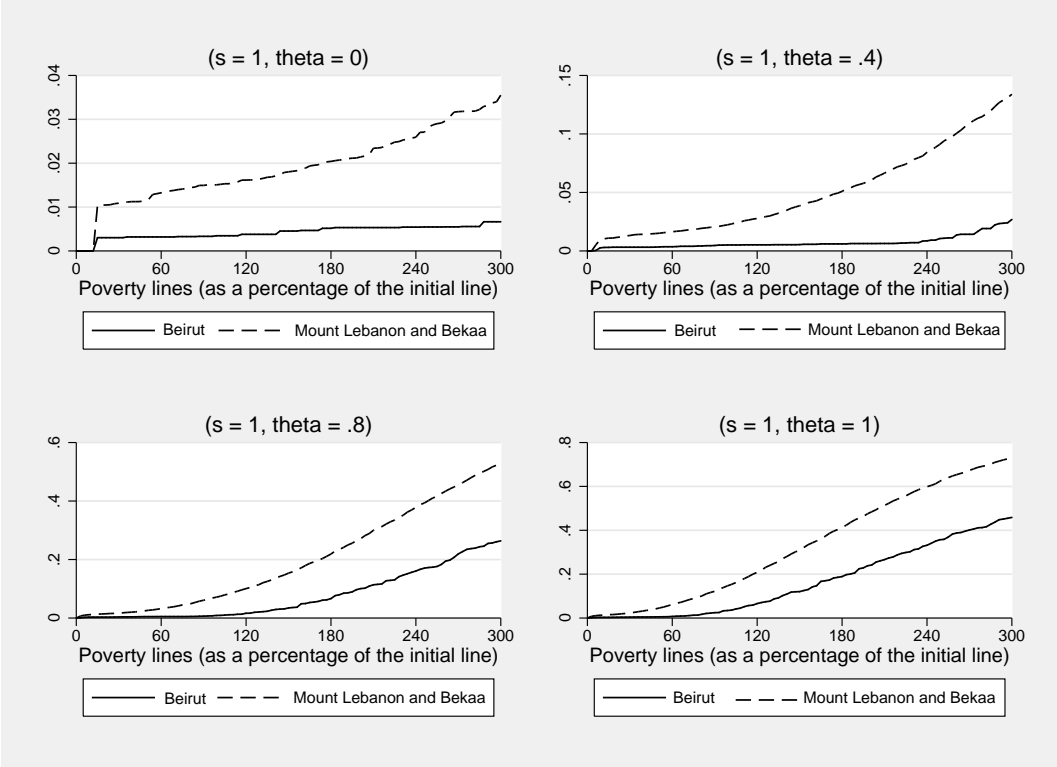 (s = 1, theta = 0)
.04
.03
.02
.01
0
0 60 120 180 240 300
Poverty lines (as a percentage of the initial line)
Beirut Mount Lebanon and Bekaa
(s = 1, theta = .4)
.15
.1
.05
0
0 60 120 180 240 300
Poverty lines (as a percentage of the initial line)
Beirut Mount Lebanon and Bekaa
(s = 1, theta = .8)
.6
.4
.2
0
0 60 120 180 240 300
Poverty lines (as a percentage of the initial line)
Beirut Mount Lebanon and Bekaa
(s = 1, theta = 1)
.8
.6
.4
.2
0
0 60 120 180 240 300
Poverty lines (as a percentage of the initial line)
Beirut Mount Lebanon and Bekaa